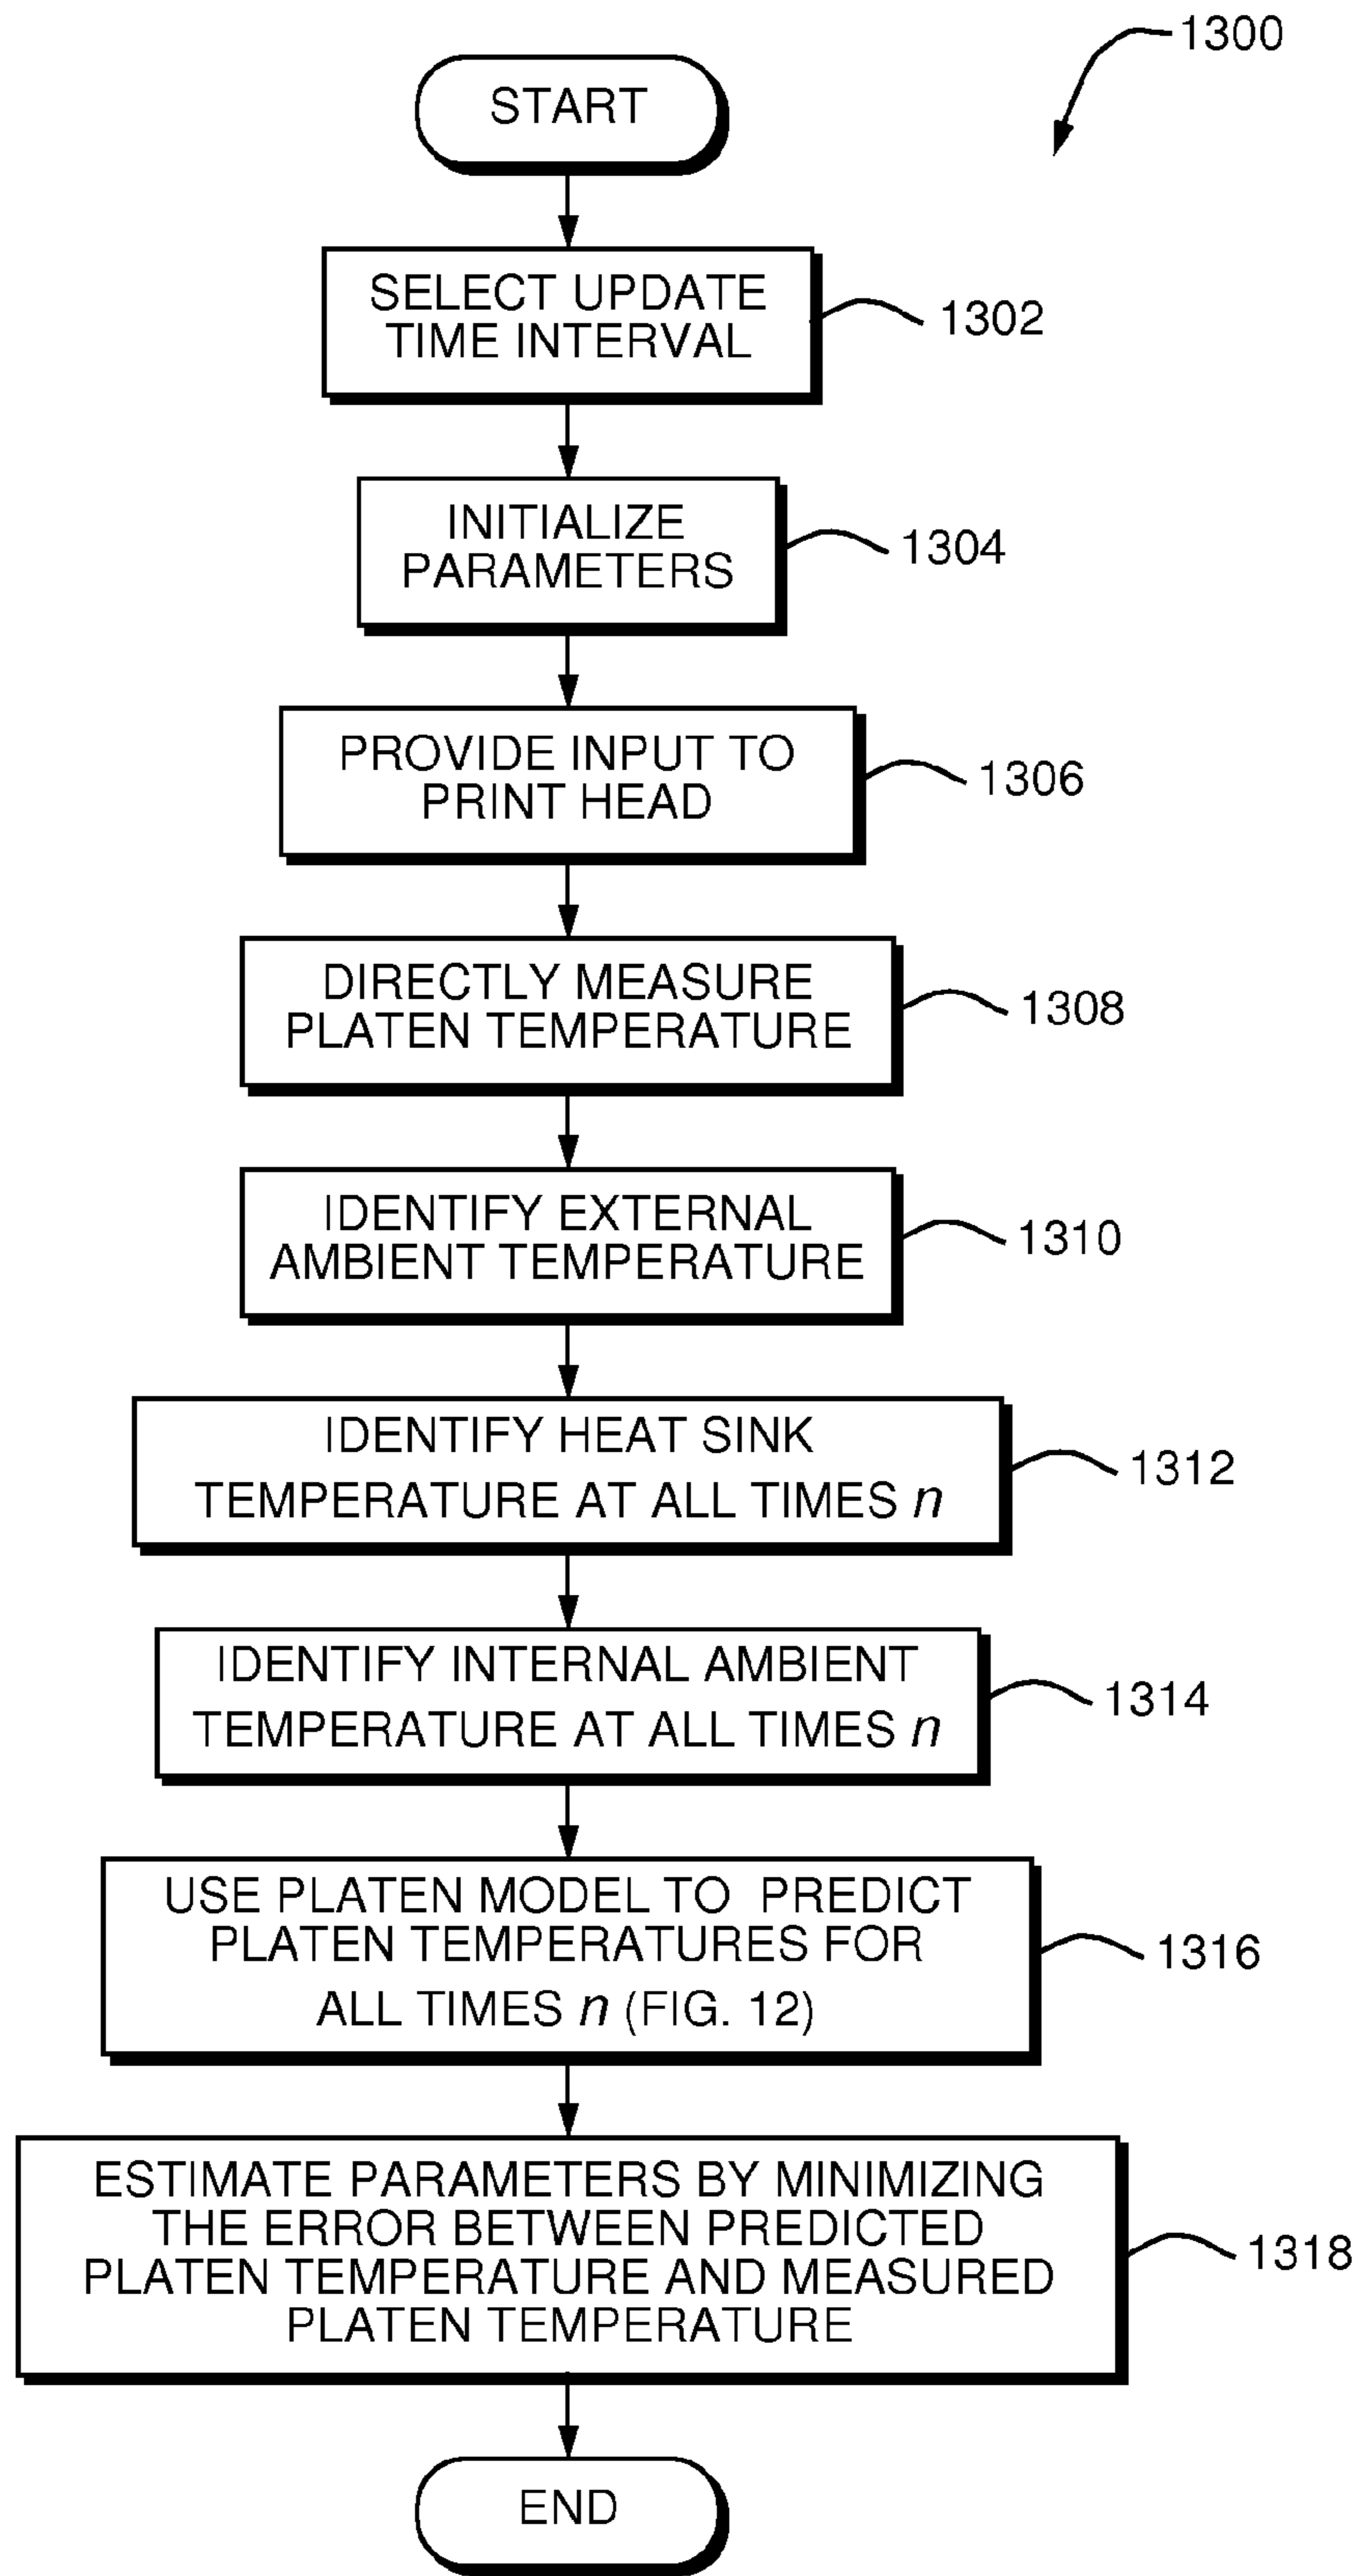 1300
START
SELECT UPDATE
TIME INTERVAL
1302
INITIALIZE
PARAMETERS
1304
PROVIDE INPUT TO
PRINT HEAD
1306
DIRECTLY MEASURE
PLATEN TEMPERATURE
1308
IDENTIFY EXTERNAL
AMBIENT TEMPERATURE
1310
IDENTIFY HEAT SINK
TEMPERATURE AT ALL TIMES n
1312
IDENTIFY INTERNAL AMBIENT
TEMPERATURE AT ALL TIMES n
1314
USE PLATEN MODEL TO PREDICT
PLATEN TEMPERATURES FOR
ALL TIMES n (FIG. 12)
1316
ESTIMATE PARAMETERS BY MINIMIZING
THE ERROR BETWEEN PREDICTED
PLATEN TEMPERATURE AND MEASURED
PLATEN TEMPERATURE
1318
END